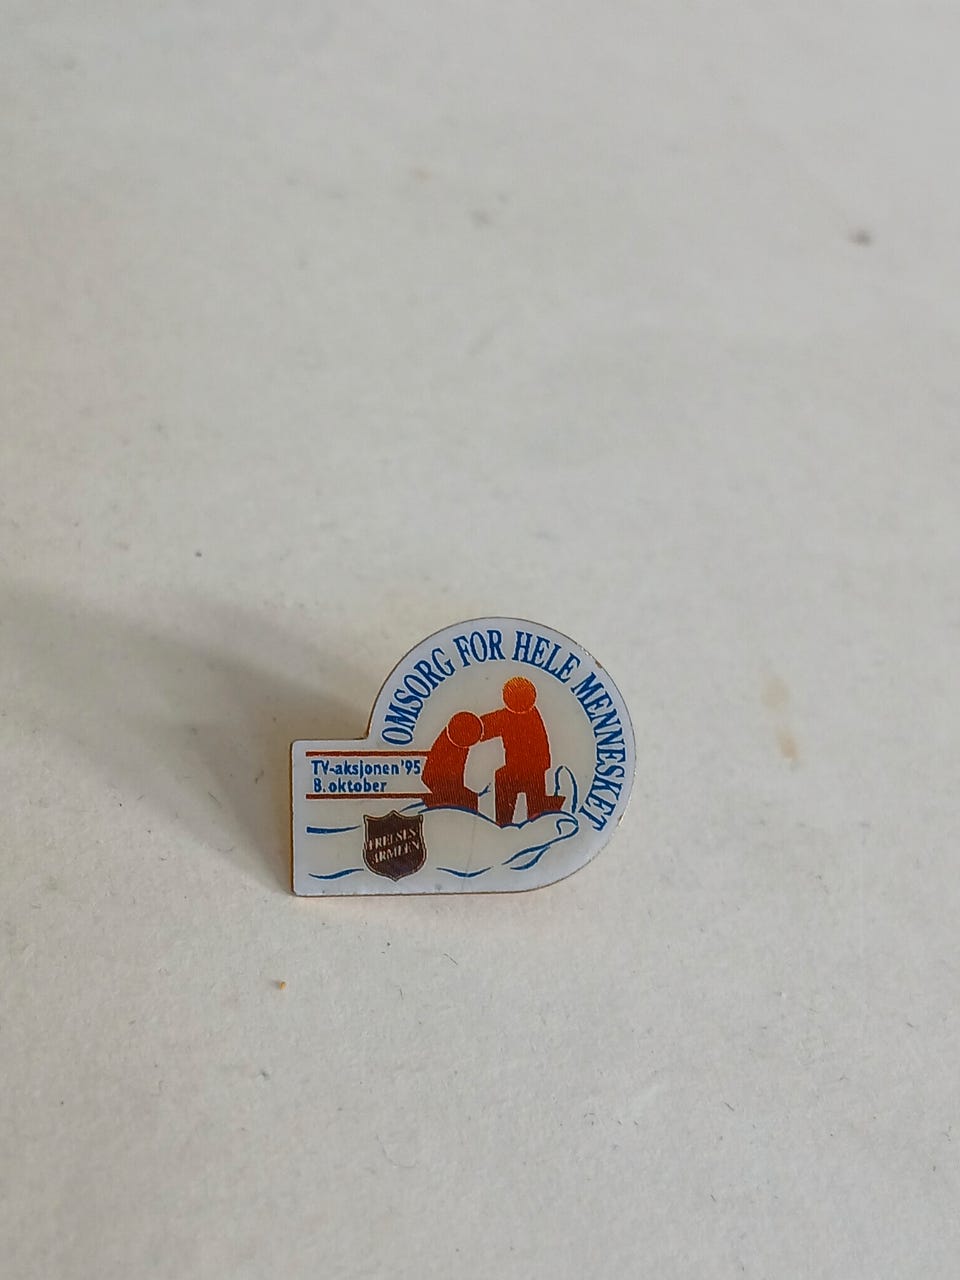 OMSORG FOR HELE MENNESKET
TV-aksjonen '95
8. oktober
FRELSES-
ARMEEN